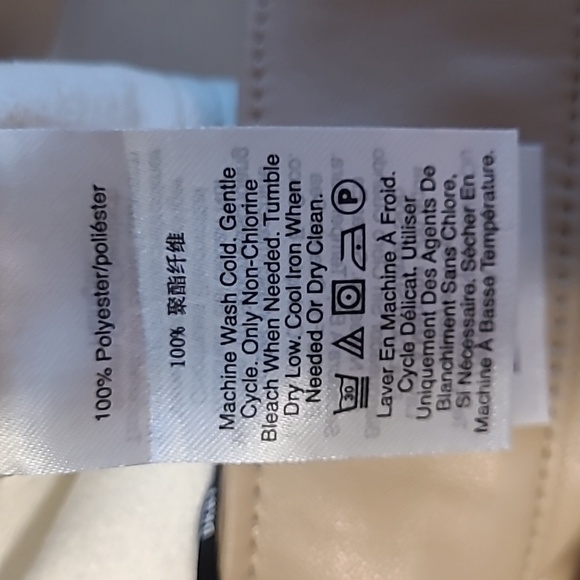 100% Polyester/poliéster
100% 聚酯纤维
Machine Wash Cold. Gentle
Cycle. Only Non-Chlorine
Bleach When Needed. Tumble
Dry Low. Cool Iron When
Needed Or Dry Clean.
30 P
Laver En Machine À Froid.
Cycle Délicat. Utiliser
Uniquement Des Agents De
Blanchiment Sans Chlore,
Si Nécessaire. Sécher En
Machine À Basse Température.